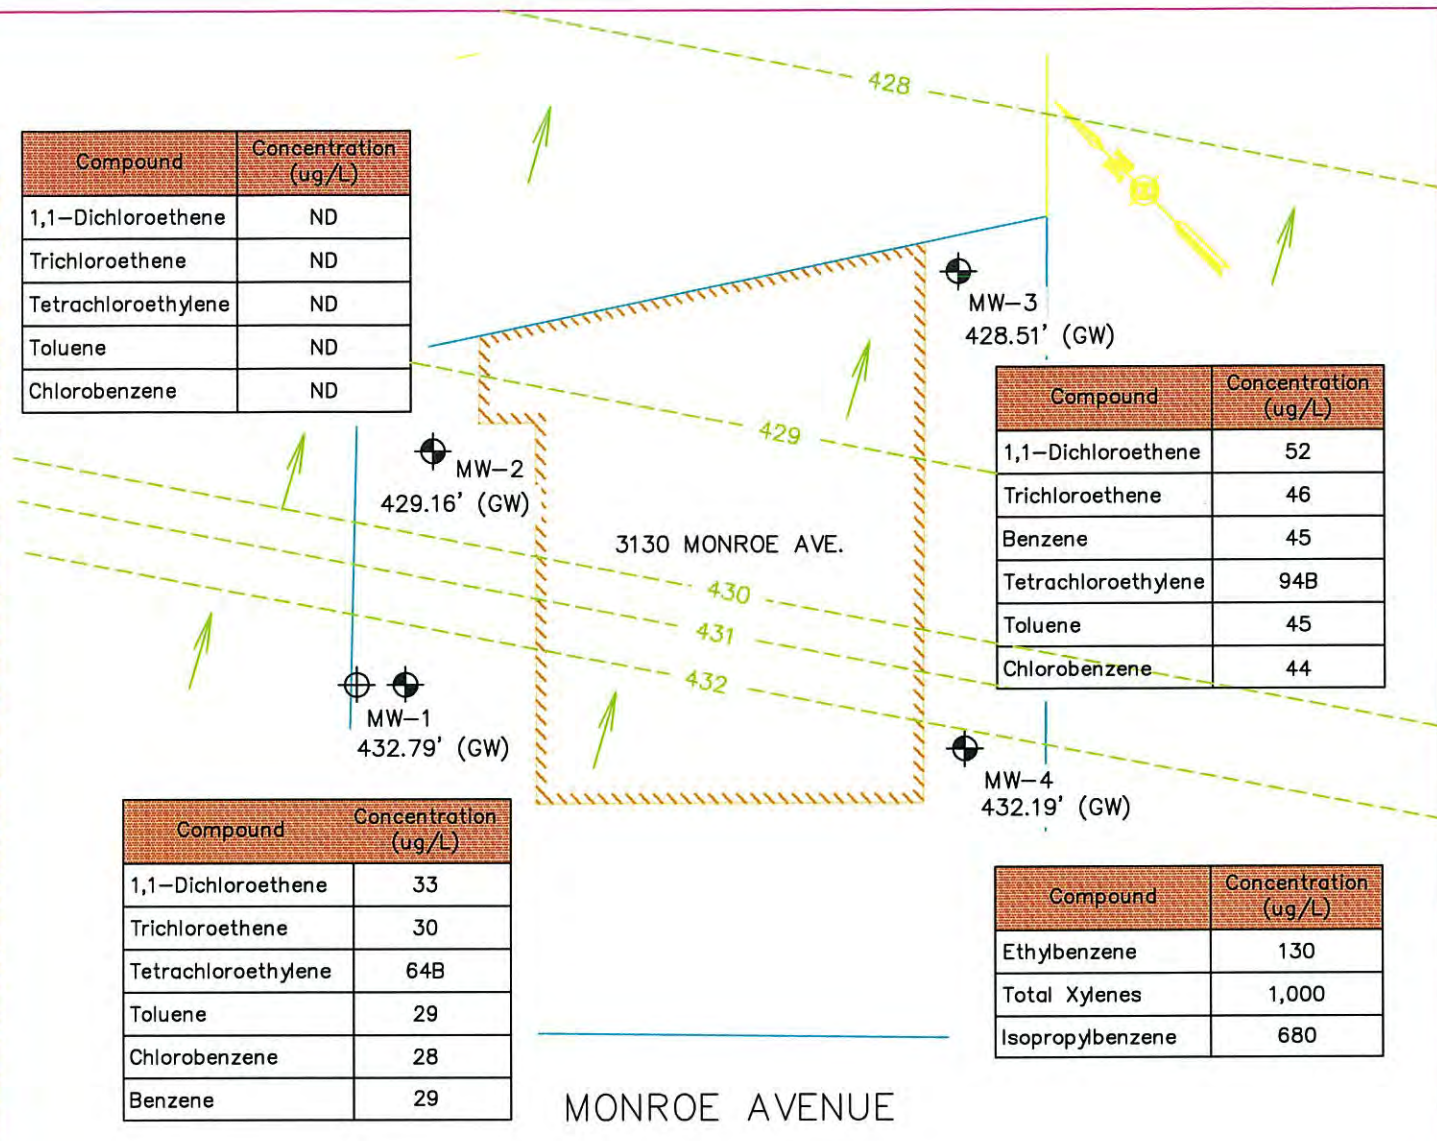 428
Compound Concentration (ug/L)
1,1-Dichloroethene ND
Trichloroethene ND
Tetrachloroethylene ND
Toluene ND
Chlorobenzene ND
MW-3
428.51' (GW)
429
MW-2
429.16' (GW)
Compound Concentration (ug/L)
1,1-Dichloroethene 52
Trichloroethene 46
Benzene 45
Tetrachloroethylene 94B
Toluene 45
Chlorobenzene 44
3130 MONROE AVE.
430
431
432
MW-1
432.79' (GW)
MW-4
432.19' (GW)
Compound Concentration (ug/L)
1,1-Dichloroethene 33
Trichloroethene 30
Tetrachloroethylene 64B
Toluene 29
Chlorobenzene 28
Benzene 29
Compound Concentration (ug/L)
Ethylbenzene 130
Total Xylenes 1,000
Isopropylbenzene 680
MONROE AVENUE